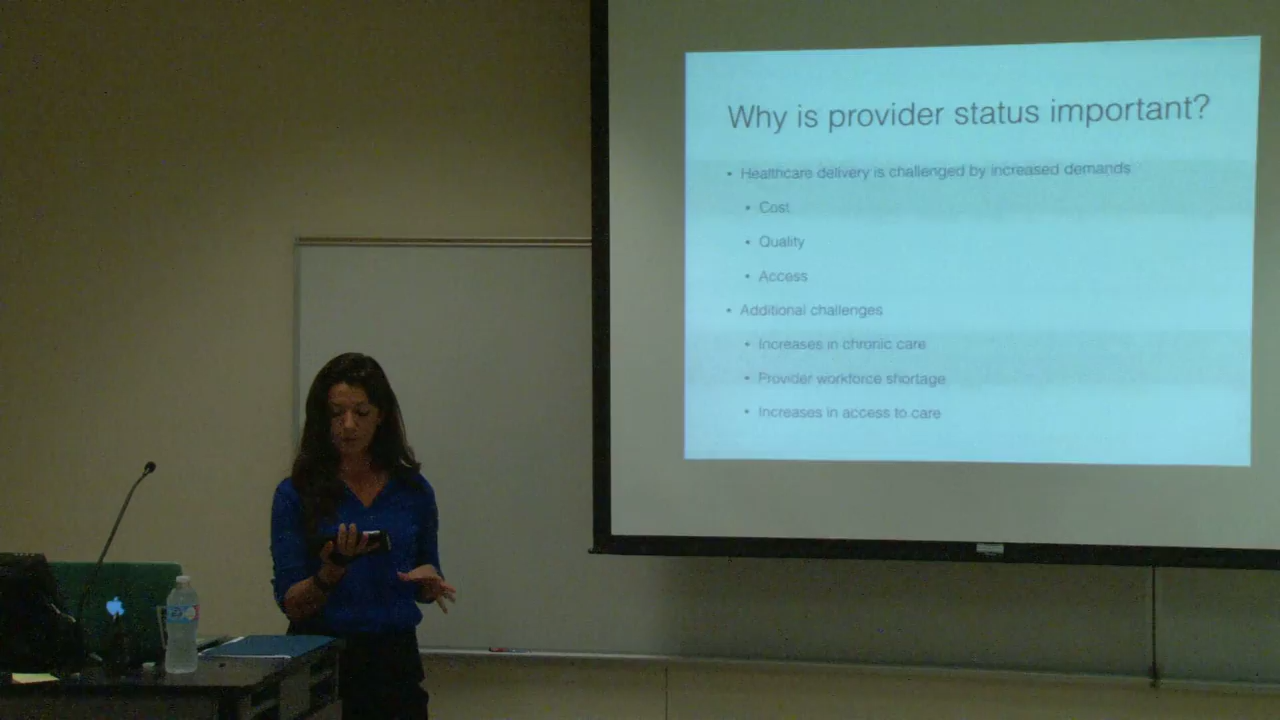 Why is provider status important?
• Healthcare delivery is challenged by increased demands
• Cost
• Quality
• Access
• Additional challenges
• Increases in chronic care
• Provider workforce shortage
• Increases in access to care